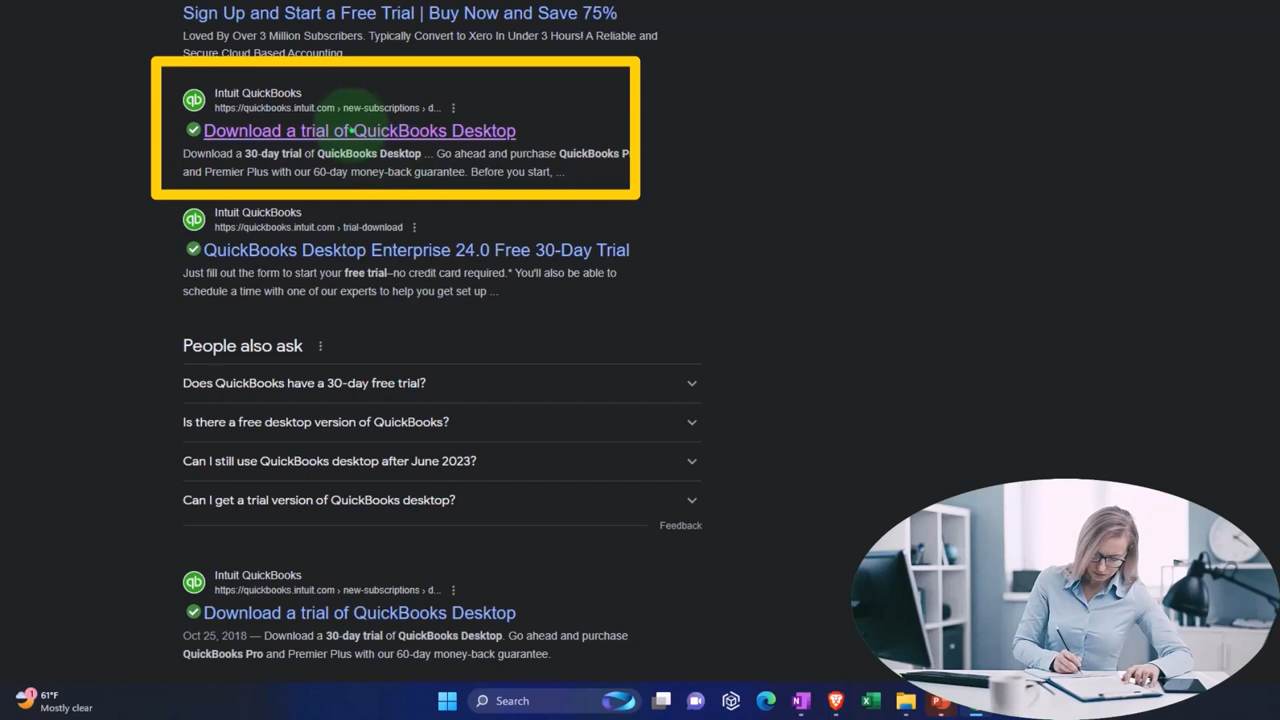 Sign Up and Start a Free Trial | Buy Now and Save 75%
Loved By Over 3 Million Subscribers. Typically Convert to Xero In Under 3 Hours! A Reliable and
Secure Cloud Based Accounting
Intuit QuickBooks
https://quickbooks.intuit.com › new-subscriptions › d...
Download a trial of QuickBooks Desktop
Download a 30-day trial of QuickBooks Desktop ... Go ahead and purchase QuickBooks P
and Premier Plus with our 60-day money-back guarantee. Before you start, ...
Intuit QuickBooks
https://quickbooks.intuit.com › trial-download
QuickBooks Desktop Enterprise 24.0 Free 30-Day Trial
Just fill out the form to start your free trial–no credit card required.* You'll also be able to
schedule a time with one of our experts to help you get set up ...
People also ask
Does QuickBooks have a 30-day free trial?
Is there a free desktop version of QuickBooks?
Can I still use QuickBooks desktop after June 2023?
Can I get a trial version of QuickBooks desktop?
Feedback
Intuit QuickBooks
https://quickbooks.intuit.com › new-subscriptions › d...
Download a trial of QuickBooks Desktop
Oct 25, 2018 — Download a 30-day trial of QuickBooks Desktop. Go ahead and purchase
QuickBooks Pro and Premier Plus with our 60-day money-back guarantee.
1
61°F
Mostly clear
Search